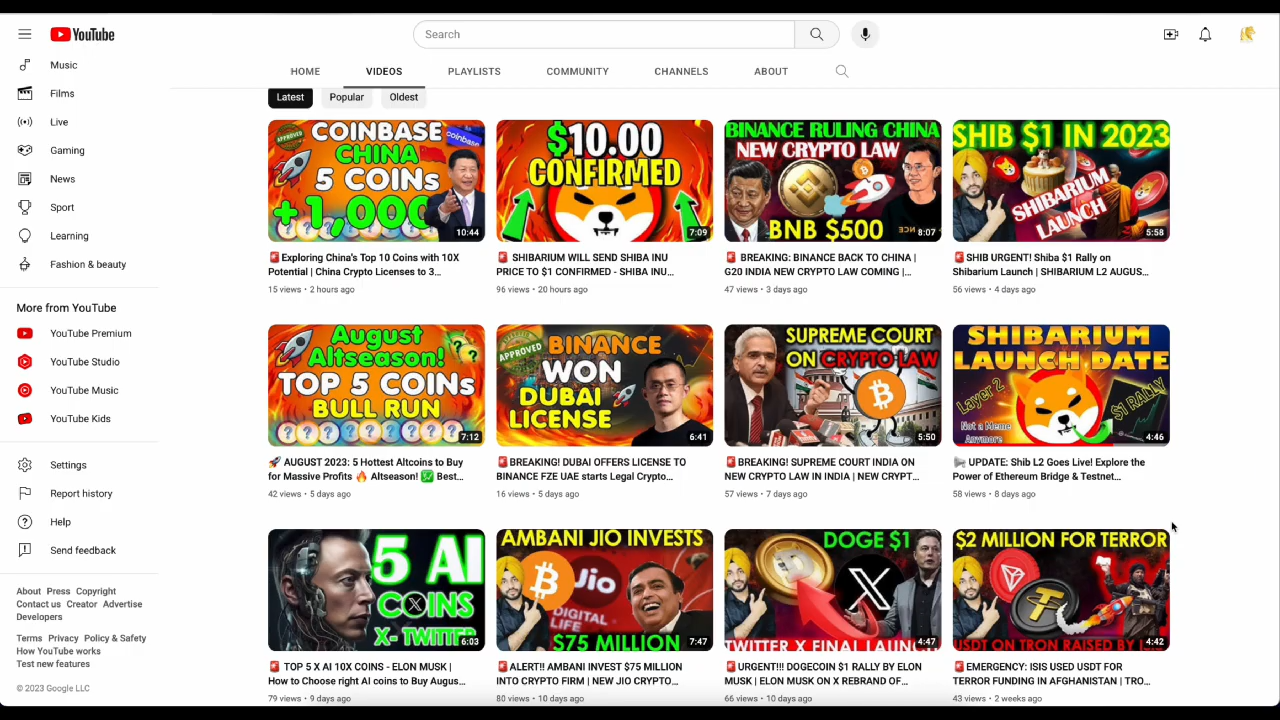 YouTube
Search
Music
Films
Live
Gaming
News
Sport
Learning
Fashion & beauty
More from YouTube
YouTube Premium
YouTube Studio
YouTube Music
YouTube Kids
Settings
Report history
Help
Send feedback
About Press Copyright
Contact us Creator Advertise
Developers
Terms Privacy Policy & Safety
How YouTube works
Test new features
© 2023 Google LLC
HOME VIDEOS PLAYLISTS COMMUNITY CHANNELS ABOUT
Latest Popular Oldest
APPROVED
COINBASE
coinbase
CHINA
5 COINs
+1,000
10:44
🚨Exploring China's Top 10 Coins with 10X
Potential | China Crypto Licenses to 3...
15 views • 2 hours ago
$10.00
CONFIRMED
7:09
🚨 SHIBARIUM WILL SEND SHIBA INU
PRICE TO $1 CONFIRMED - SHIBA INU...
96 views • 20 hours ago
BINANCE RULING CHINA
NEW CRYPTO LAW
BNB $500
8:07
🚨 BREAKING: BINANCE BACK TO CHINA |
G20 INDIA NEW CRYPTO LAW COMING |...
47 views • 3 days ago
SHIB $1 IN 2023
SHIBARIUM
LAUNCH
5:58
🚨SHIB URGENT! Shiba $1 Rally on
Shibarium Launch | SHIBARIUM L2 AUGUS...
56 views • 4 days ago
August
Altseason!
TOP 5 COINs
BULL RUN
7:12
🚀 AUGUST 2023: 5 Hottest Altcoins to Buy
for Massive Profits 🔥 Altseason! ✅ Best...
42 views • 5 days ago
APPROVED
BINANCE
WON
DUBAI
LICENSE
6:41
🚨BREAKING! DUBAI OFFERS LICENSE TO
BINANCE FZE UAE starts Legal Crypto...
16 views • 5 days ago
SUPREME COURT
ON CRYPTO LAW
5:50
🚨BREAKING! SUPREME COURT INDIA ON
NEW CRYPTO LAW IN INDIA | NEW CRYPT...
57 views • 7 days ago
SHIBARIUM
LAUNCH DATE
Layer 2
$1 RALLY
Not a Meme
Anymore
4:46
📢 UPDATE: Shib L2 Goes Live! Explore the
Power of Ethereum Bridge & Testnet...
58 views • 8 days ago
5 AI
COINS
X- TWITTER
6:03
🚨 TOP 5 X AI 10X COINS - ELON MUSK |
How to Choose right AI coins to Buy Augus...
79 views • 9 days ago
AMBANI JIO INVESTS
Jio
DIGITAL
LIFE
$75 MILLION
7:47
🚨ALERT!! AMBANI INVEST $75 MILLION
INTO CRYPTO FIRM | NEW JIO CRYPTO...
80 views • 10 days ago
DOGE $1
X
TWITTER X FINAL LAUNCH
4:47
🚨URGENT!!! DOGECOIN $1 RALLY BY ELON
MUSK | ELON MUSK ON X REBRAND OF...
66 views • 10 days ago
$2 MILLION FOR TERROR
USDT ON TRON RAISED BY ISIS
4:42
🚨EMERGENCY: ISIS USED USDT FOR
TERROR FUNDING IN AFGHANISTAN | TRO...
43 views • 2 weeks ago